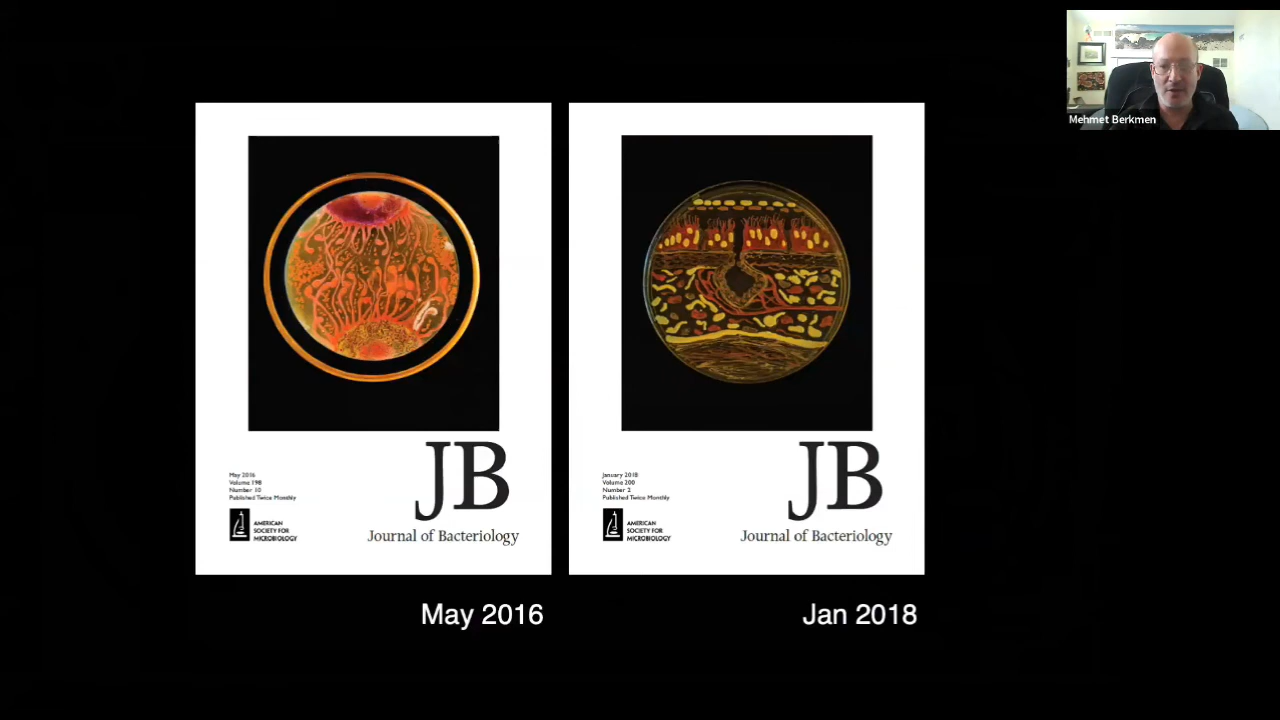 Mehmet Berkmen
May 2016
Volume 198
Number 10
Published Twice Monthly
JB
AMERICAN
SOCIETY FOR
MICROBIOLOGY
Journal of Bacteriology
January 2018
Volume 200
Number 2
Published Twice Monthly
JB
AMERICAN
SOCIETY FOR
MICROBIOLOGY
Journal of Bacteriology
May 2016
Jan 2018